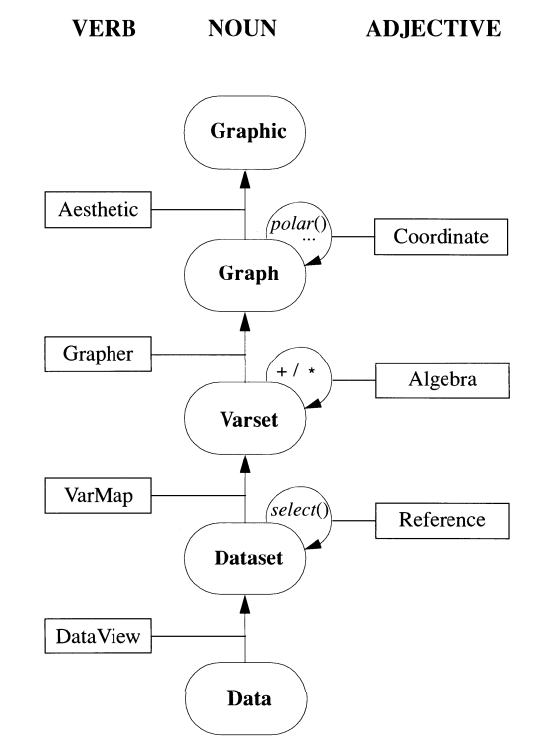 VERB NOUN ADJECTIVE
Graphic
Aesthetic
polar()
...
Coordinate
Graph
Grapher
+ / *
Algebra
Varset
VarMap
select()
Reference
Dataset
DataView
Data